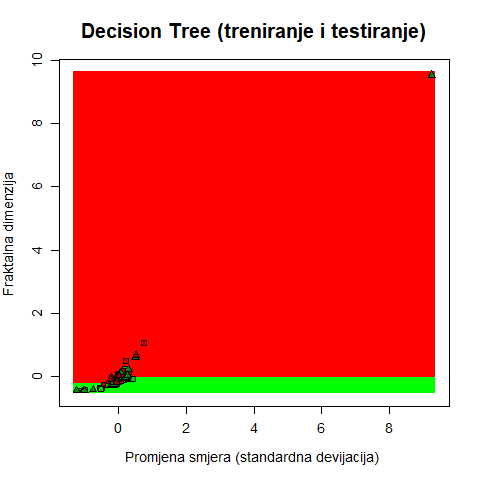 Decision Tree (treniranje i testiranje)
10
8
6
4
2
0
Fraktalna dimenzija
0 2 4 6 8
Promjena smjera (standardna devijacija)